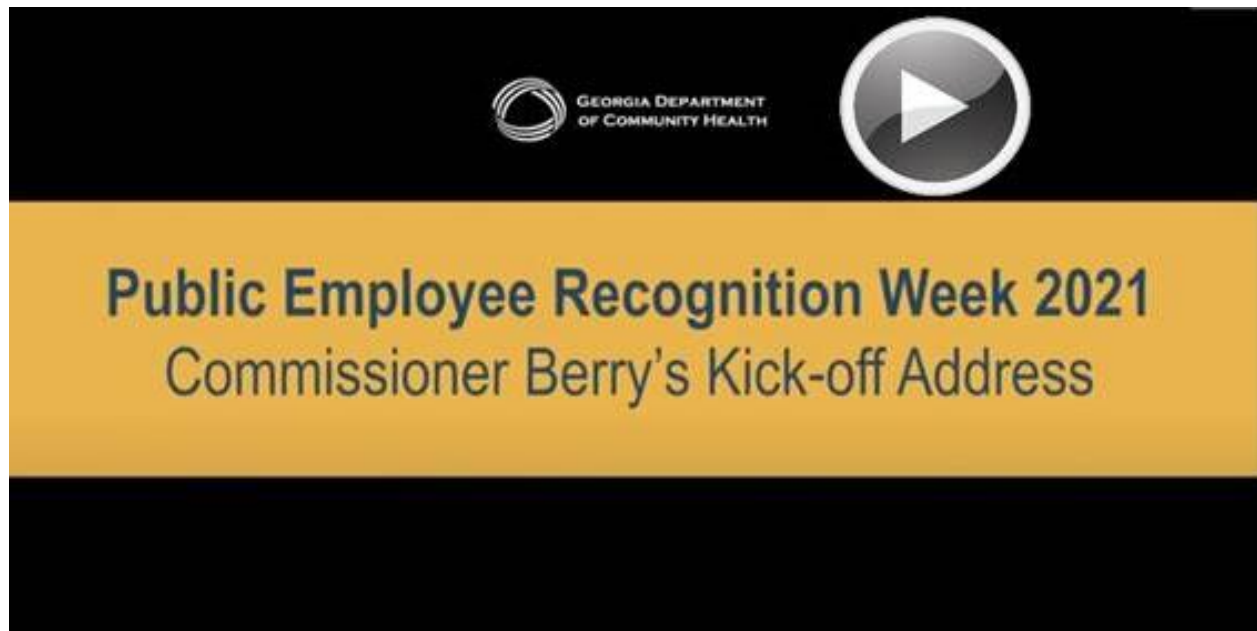 GEORGIA DEPARTMENT
OF COMMUNITY HEALTH
Public Employee Recognition Week 2021
Commissioner Berry's Kick-off Address